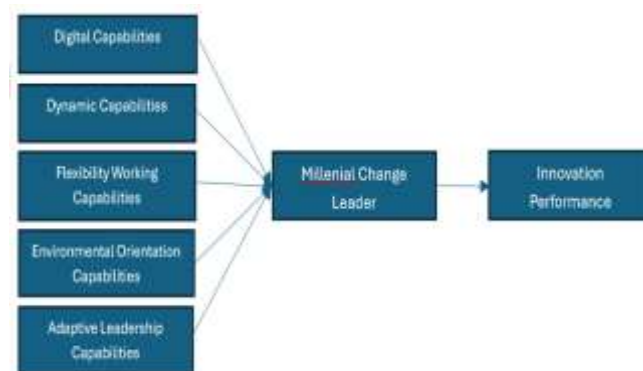 Digital Capabilities
Dynamic Capabilities
Flexibility Working
Capabilities
Environmental Orientation
Capabilities
Adaptive Leadership
Capabilities
Millenial Change
Leader
Innovation
Performance